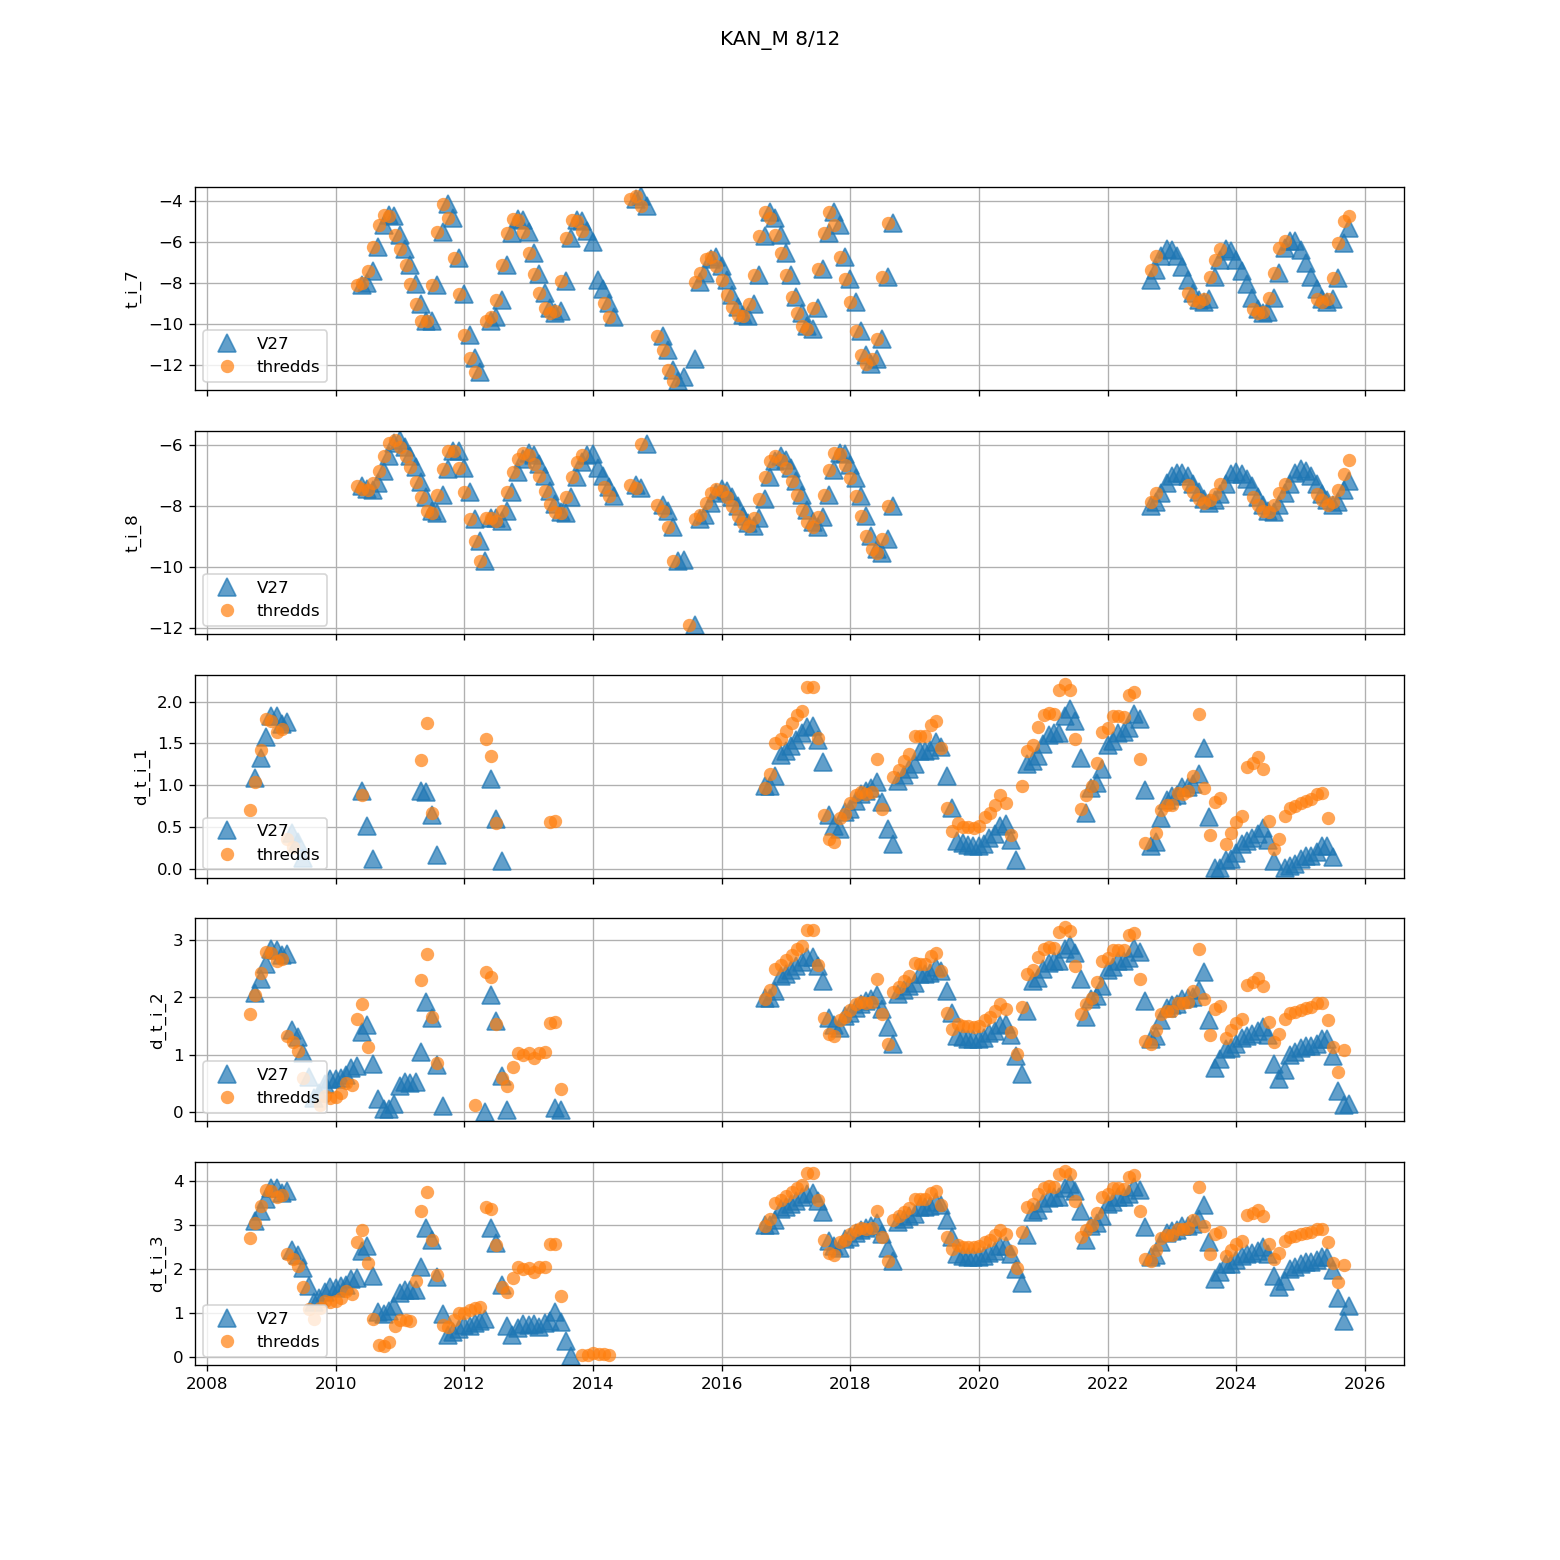 KAN_M 8/12
−4
−6
−8
−10
−12
t_i_7
V27
thredds
−6
−8
−10
−12
t_i_8
V27
thredds
2.0
1.5
1.0
0.5
0.0
d_t_i_1
V27
thredds
3
2
1
0
d_t_i_2
V27
thredds
4
3
2
1
0
d_t_i_3
V27
thredds
2008 2010 2012 2014 2016 2018 2020 2022 2024 2026